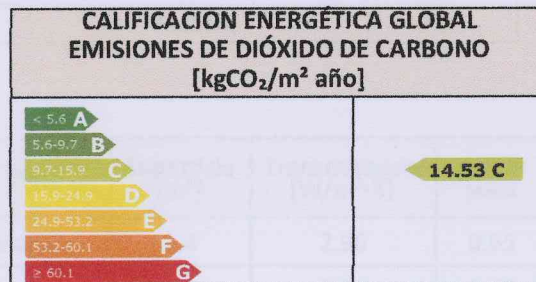 CALIFICACION ENERGÉTICA GLOBAL
EMISIONES DE DIÓXIDO DE CARBONO
[kgCO₂/m² año]
< 5.6 A
5.6-9.7 B
9.7-15.9 C
14.53 C
15.9-24.9 D
24.9-53.2 E
53.2-60.1 F
≥ 60.1 G